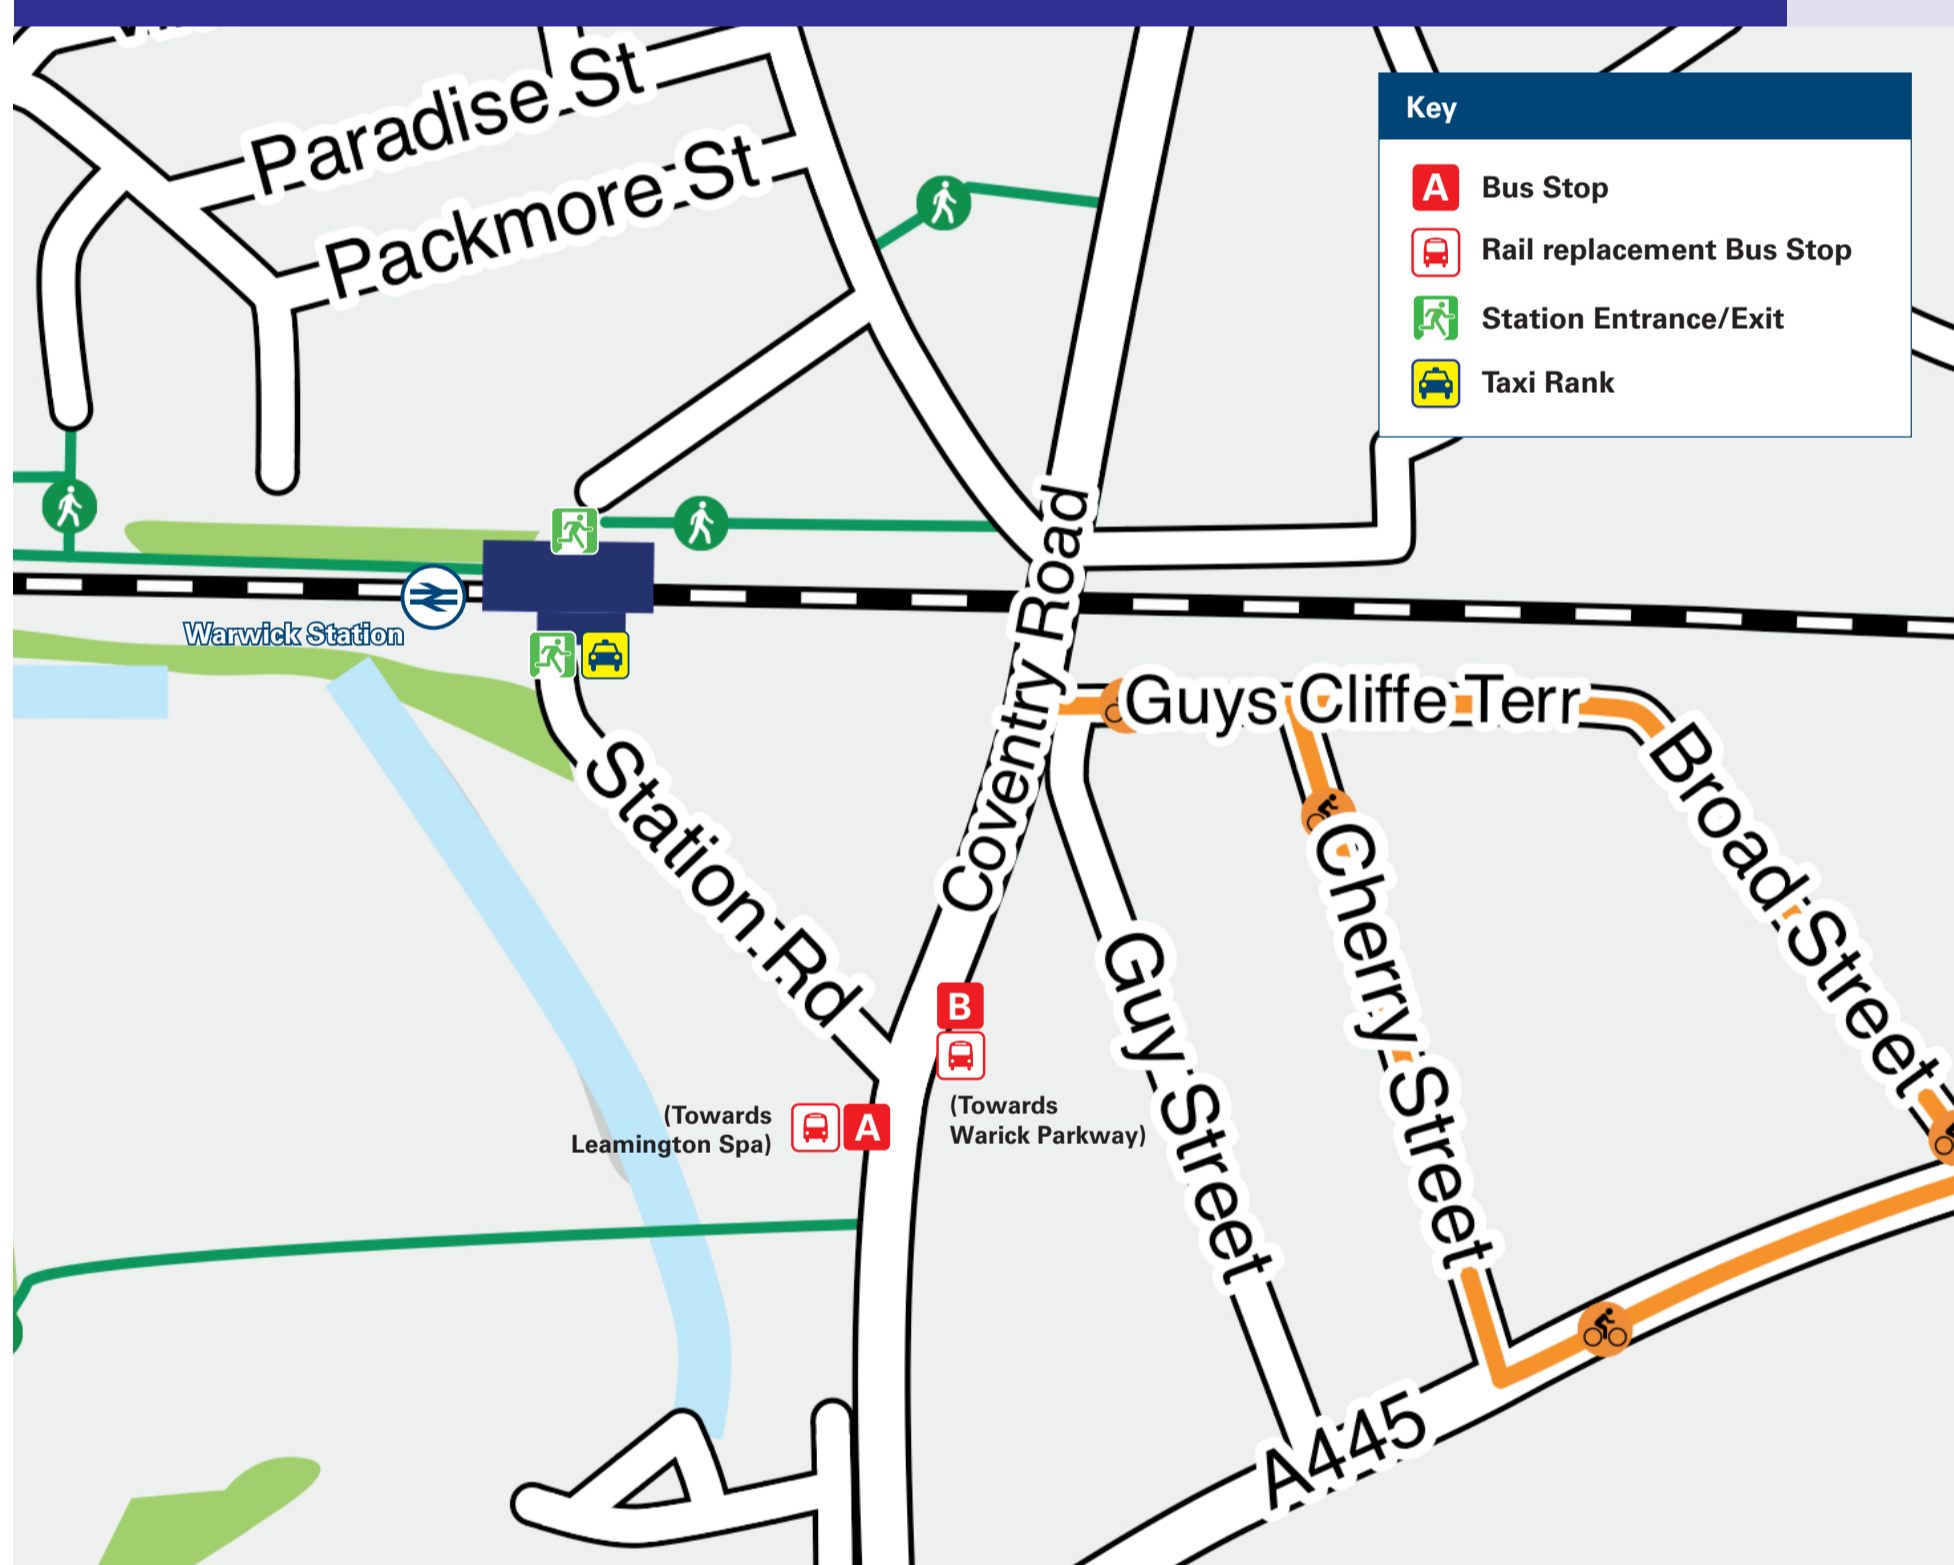 Paradise St
Packmore St
Key
A Bus Stop
Rail replacement Bus Stop
Station Entrance/Exit
Taxi Rank
Warwick Station
Coventry Road
Guys Cliffe Terr
Station Rd
Broad Street
Cherry Street
Guy Street
B
(Towards
Leamington Spa)
A
(Towards
Warick Parkway)
A445